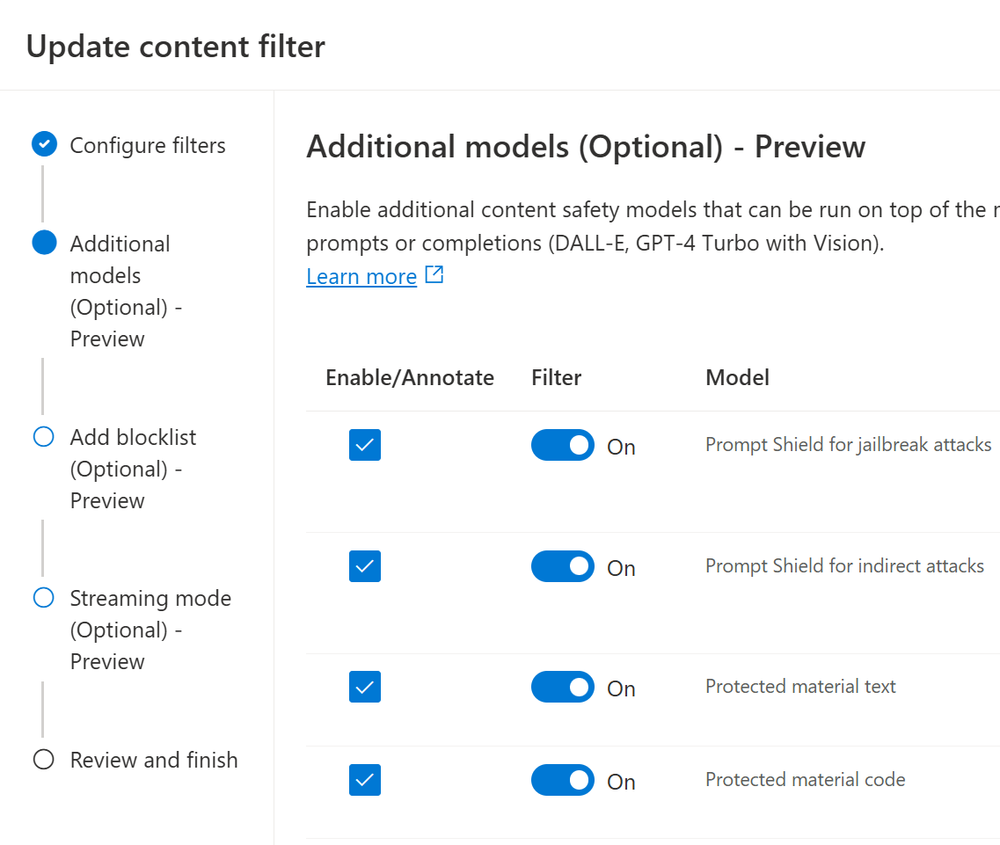 Update content filter
Configure filters
Additional
models
(Optional) -
Preview
Add blocklist
(Optional) -
Preview
Streaming mode
(Optional) -
Preview
Review and finish
Additional models (Optional) - Preview
Enable additional content safety models that can be run on top of the
prompts or completions (DALL-E, GPT-4 Turbo with Vision).
Learn more
Enable/Annotate Filter Model
On Prompt Shield for jailbreak attacks
On Prompt Shield for indirect attacks
On Protected material text
On Protected material code